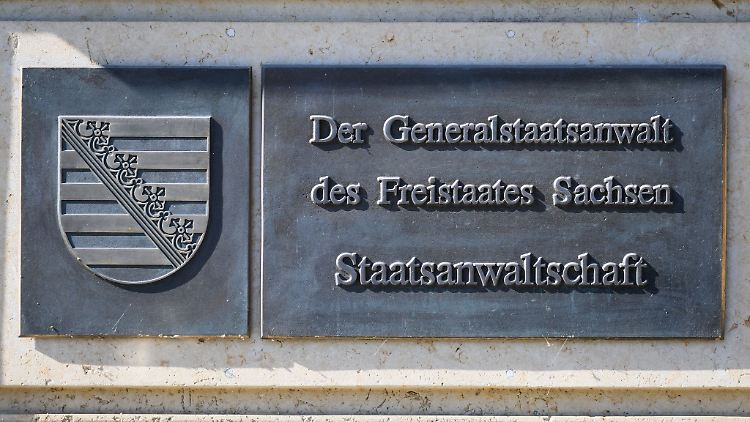 Der Generalstaatsanwalt
des Freistaates Sachsen
Staatsanwaltschaft